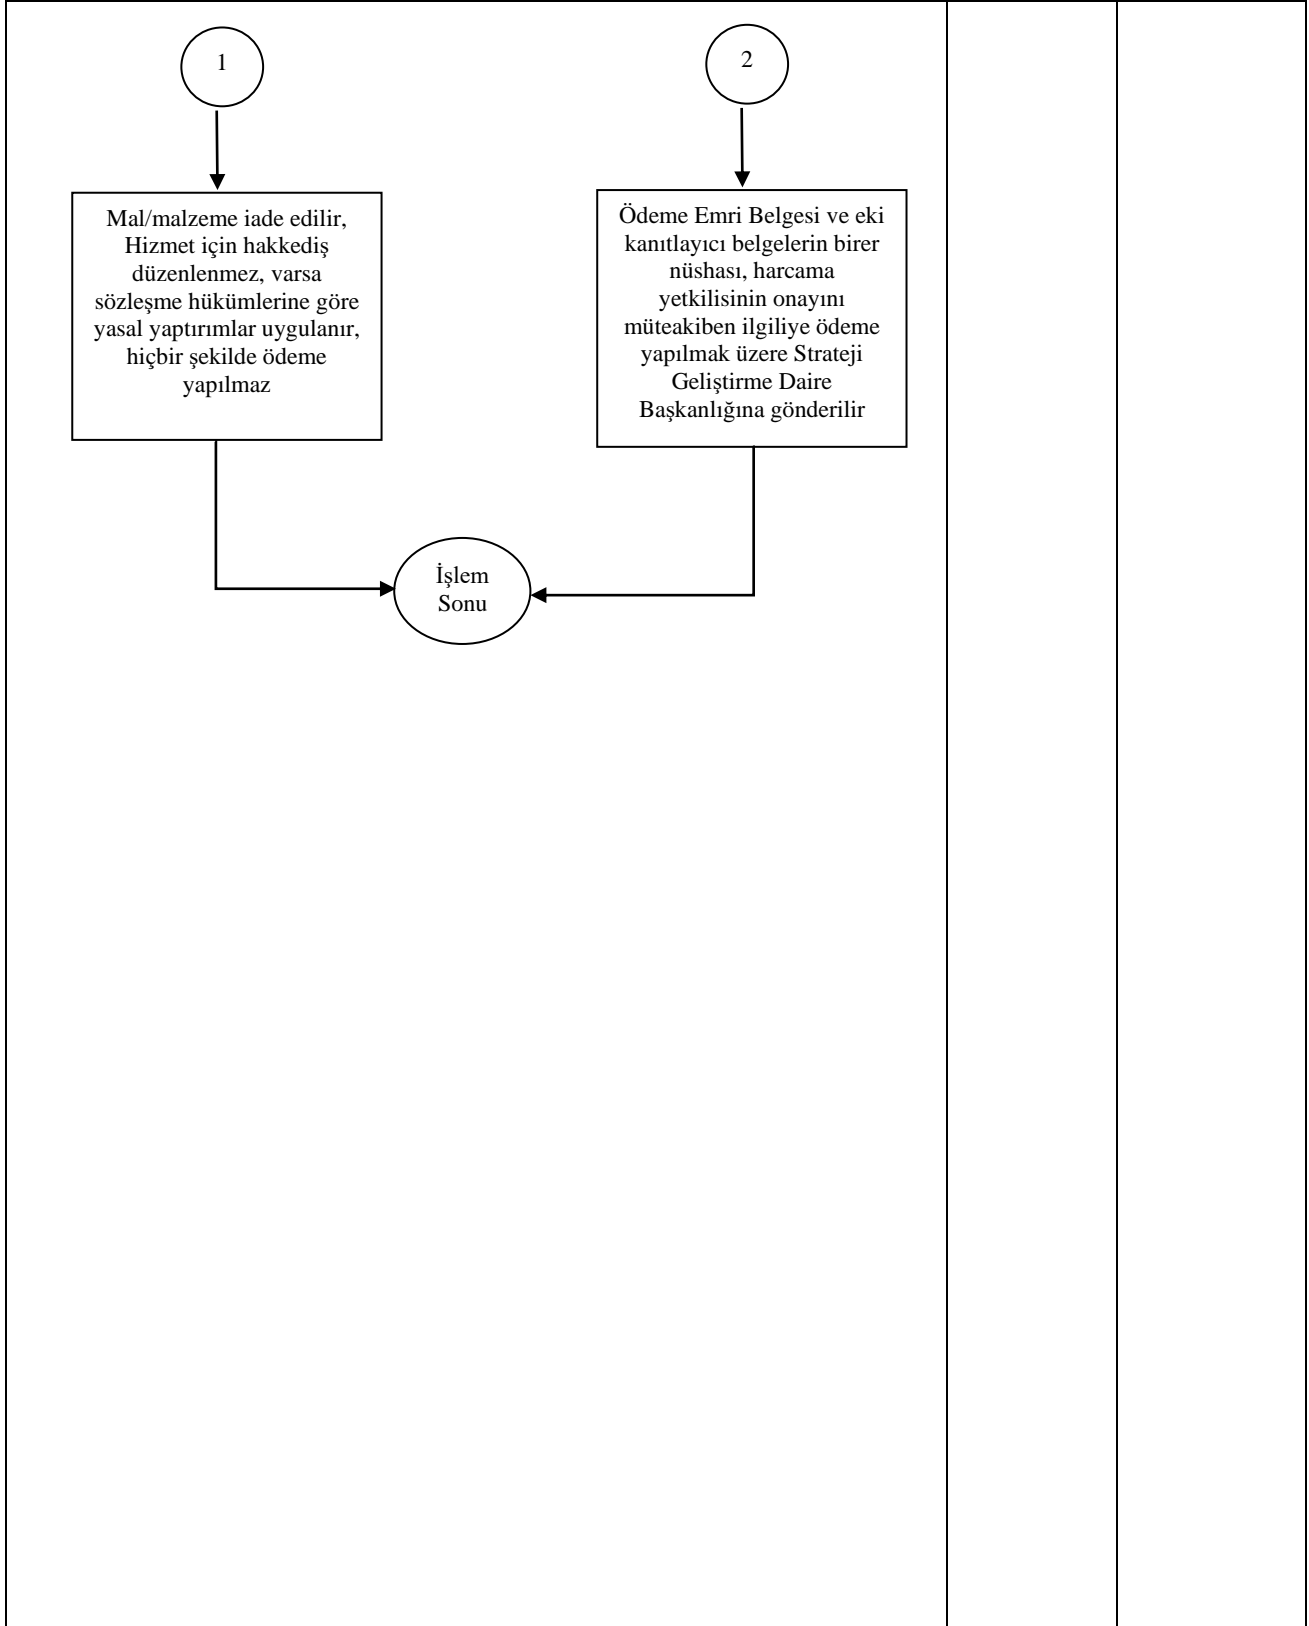 1
2
Mal/malzeme iade edilir,
Hizmet için hakkediş
düzenlenmez, varsa
sözleşme hükümlerine göre
yasal yaptırımlar uygulanır,
hiçbir şekilde ödeme
yapılmaz
Ödeme Emri Belgesi ve eki
kanıtlayıcı belgelerin birer
nüshası, harcama
yetkilisinin onayını
müteakiben ilgiliye ödeme
yapılmak üzere Strateji
Geliştirme Daire
Başkanlığına gönderilir
İşlem
Sonu